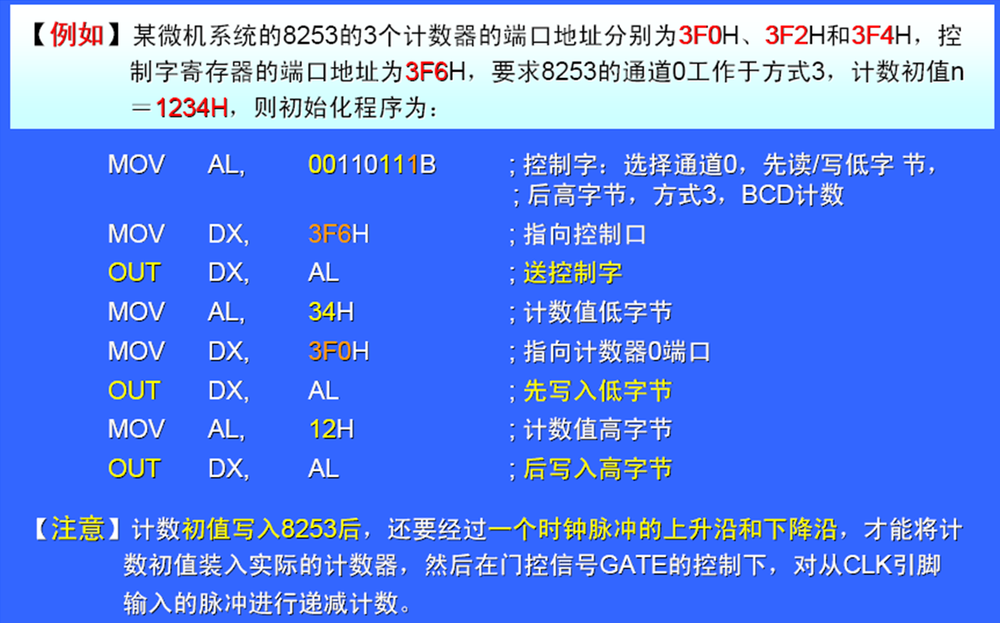 【例如】某微机系统的8253的3个计数器的端口地址分别为3F0H、3F2H和3F4H，控
制字寄存器的端口地址为3F6H，要求8253的通道0工作于方式3，计数初值n
＝1234H，则初始化程序为：
MOV AL, 00110111B ; 控制字：选择通道0，先读/写低字 节，
; 后高字节，方式3，BCD计数
MOV DX, 3F6H ; 指向控制口
OUT DX, AL ; 送控制字
MOV AL, 34H ; 计数值低字节
MOV DX, 3F0H ; 指向计数器0端口
OUT DX, AL ; 先写入低字节
MOV AL, 12H ; 计数值高字节
OUT DX, AL ; 后写入高字节
【注意】计数初值写入8253后，还要经过一个时钟脉冲的上升沿和下降沿，才能将计
数初值装入实际的计数器，然后在门控信号GATE的控制下，对从CLK引脚
输入的脉冲进行递减计数。